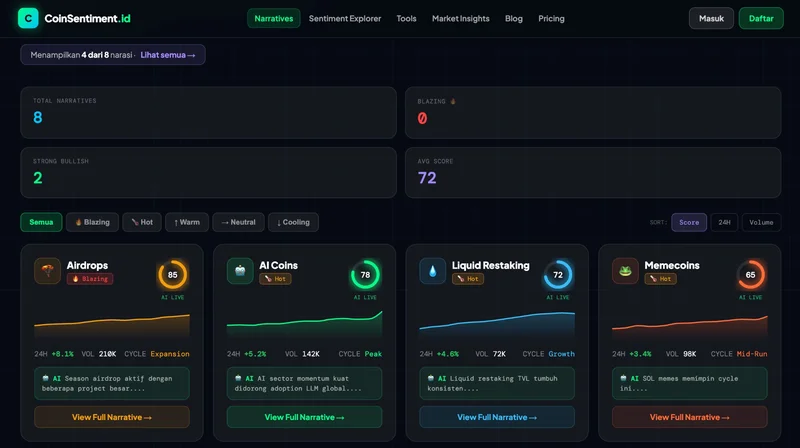 C CoinSentiment.id Narratives Sentiment Explorer Tools Market Insights Blog Pricing Masuk Daftar
Menampilkan 4 dari 8 narasi · Lihat semua →
TOTAL NARRATIVES
8
BLAZING
0
STRONG BULLISH
2
AVG SCORE
72
Semua Blazing Hot ↑ Warm → Neutral ↓ Cooling SORT: Score 24H Volume
Airdrops
Blazing
85
AI LIVE
24H +8.1% VOL 210K CYCLE Expansion
AI Season airdrop aktif dengan
beberapa project besar....
View Full Narrative →
AI Coins
Hot
78
AI LIVE
24H +5.2% VOL 142K CYCLE Peak
AI AI sector momentum kuat
didorong adoption LLM global....
View Full Narrative →
Liquid Restaking
Hot
72
AI LIVE
24H +4.6% VOL 72K CYCLE Growth
AI Liquid restaking TVL tumbuh
konsisten....
View Full Narrative →
Memecoins
Hot
65
AI LIVE
24H +3.4% VOL 98K CYCLE Mid-Run
AI SOL memes memimpin cycle
ini....
View Full Narrative →